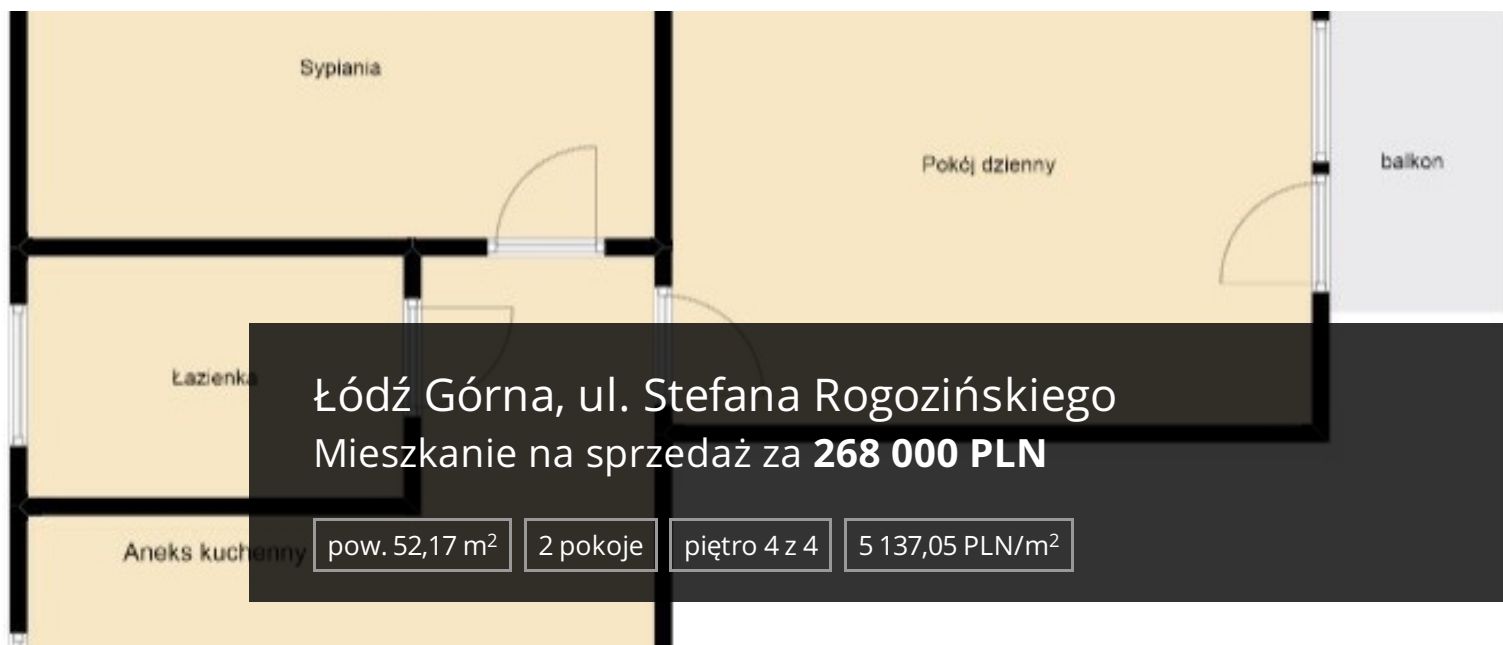 Sypiania
Pokój dzienny
balkon
Łazienka
Łódź Górna, ul. Stefana Rogozińskiego
Mieszkanie na sprzedaż za 268 000 PLN
Aneks kuchenny
pow. 52,17 m²
2 pokoje
piętro 4 z 4
5 137,05 PLN/m²